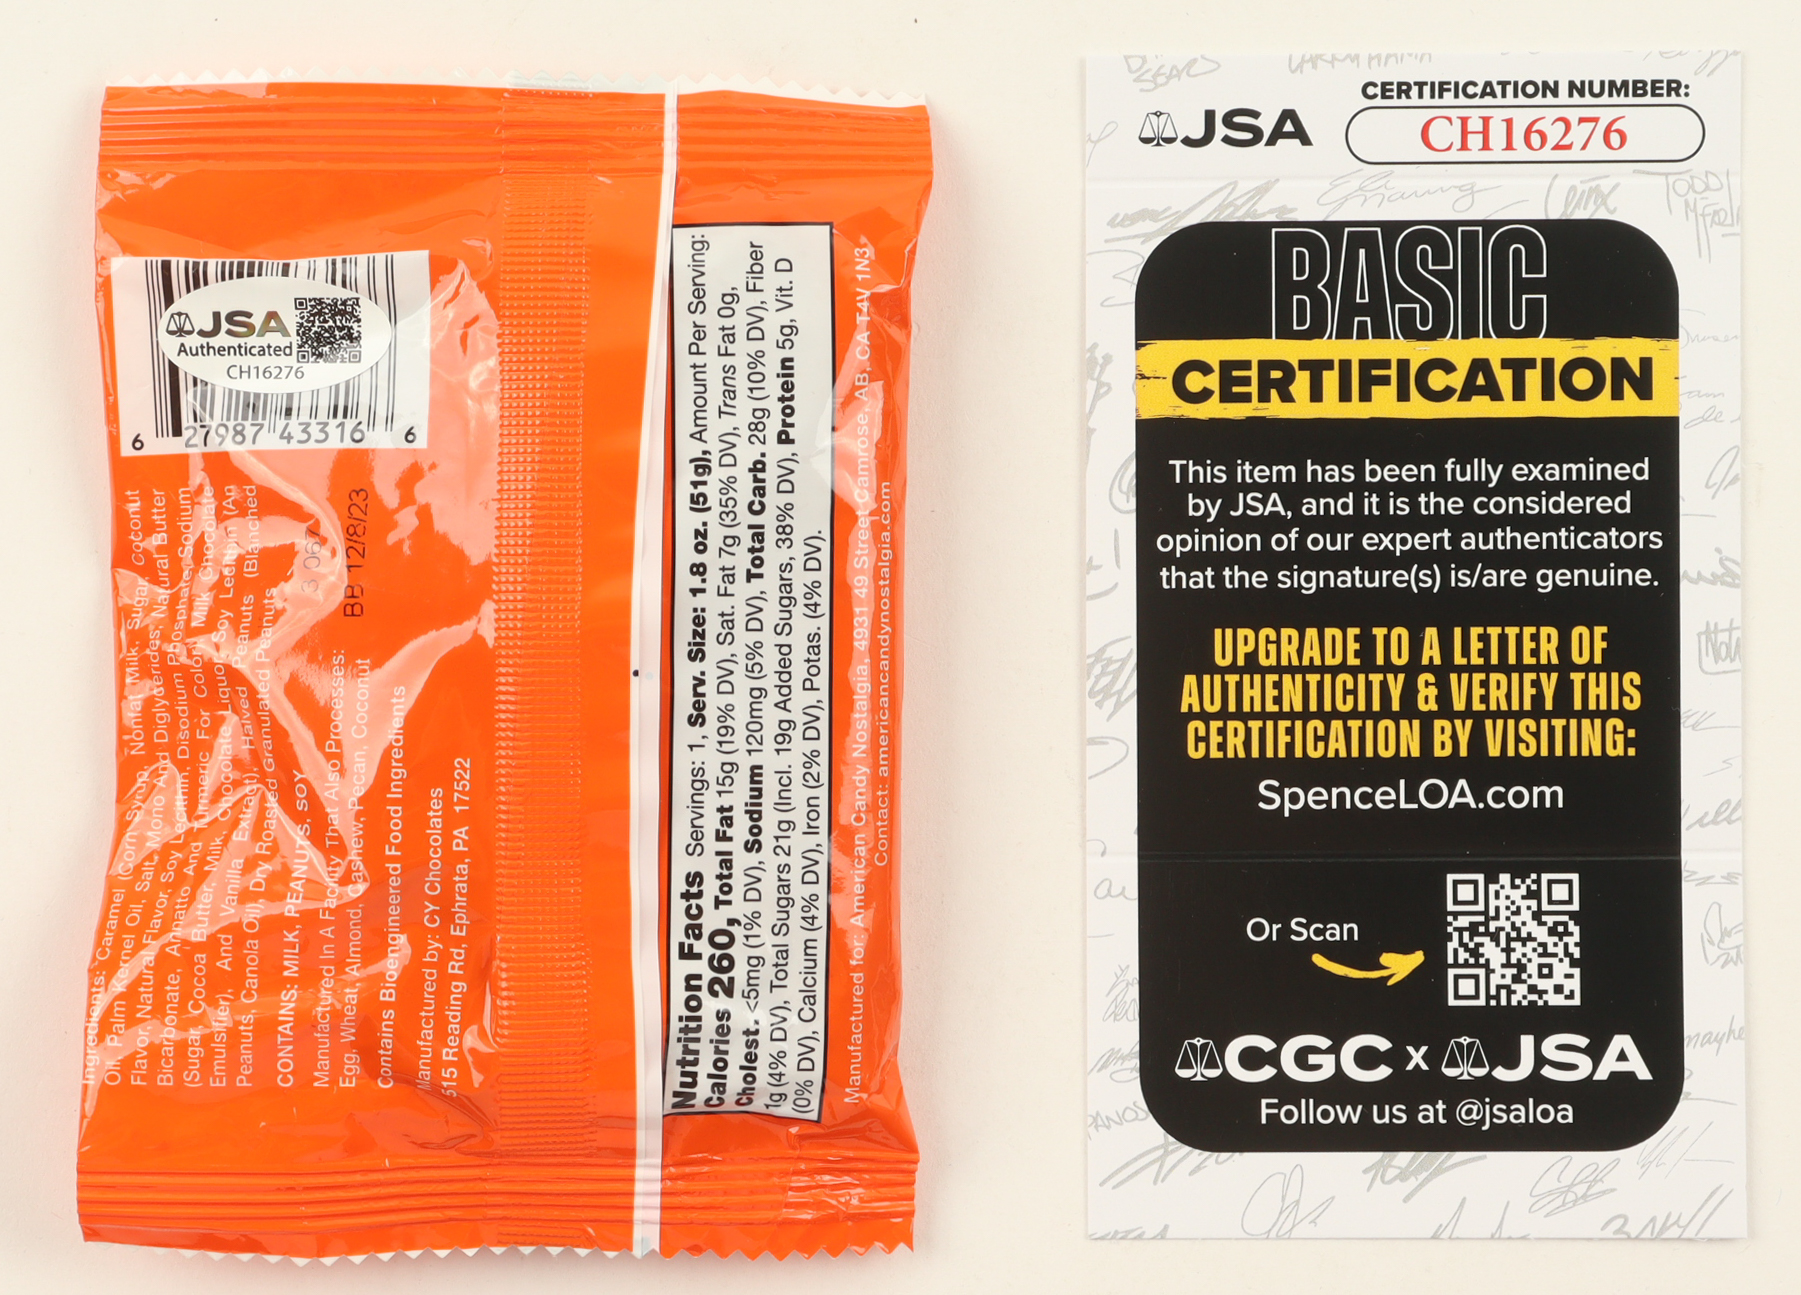 JSA
Authenticated
CH16276
6 27987 43316 6
Ingredients: Caramel (Corn Syrup, Nonfat Milk, Sugar, Coconut
Oil, Palm Kernel Oil, Salt, Mono And Diglycerides, Natural Butter
Flavor, Natural Flavor, Soy Lecithin, Disodium Phosphate, Sodium
Bicarbonate, Annatto And Turmeric For Color), Milk Chocolate
(Sugar, Cocoa Butter, Milk, Chocolate Liquor, Soy Lecithin (An
Emulsifier), And Vanilla Extract), Halved Peanuts (Blanched
Peanuts, Canola Oil), Dry Roasted Granulated Peanuts
CONTAINS: MILK, PEANUTS, SOY
Manufactured In A Facility That Also Processes:
Egg, Wheat, Almond, Cashew, Pecan, Coconut
Contains Bioengineered Food Ingredients
Manufactured by: CY Chocolates
515 Reading Rd, Ephrata, PA 17522
3 067
BB 12/8/23
Nutrition Facts Servings: 1, Serv. Size: 1.8 oz. (51g), Amount Per Serving:
Calories 260, Total Fat 15g (19% DV), Sat. Fat 7g (35% DV), Trans Fat 0g,
Cholest. <5mg (1% DV), Sodium 120mg (5% DV), Total Carb. 28g (10% DV), Fiber
1g (4% DV), Total Sugars 21g (Incl. 19g Added Sugars, 38% DV), Protein 5g, Vit. D
(0% DV), Calcium (4% DV), Iron (2% DV), Potas. (4% DV).
Manufactured for: American Candy Nostalgia, 4931 49 Street Camrose, AB, CA T4V 1N3
Contact: americancandynostalgia.com
JSA
CERTIFICATION NUMBER:
CH16276
BASIC
CERTIFICATION
This item has been fully examined
by JSA, and it is the considered
opinion of our expert authenticators
that the signature(s) is/are genuine.
UPGRADE TO A LETTER OF
AUTHENTICITY & VERIFY THIS
CERTIFICATION BY VISITING:
SpenceLOA.com
Or Scan
CGC x JSA
Follow us at @jsaloa